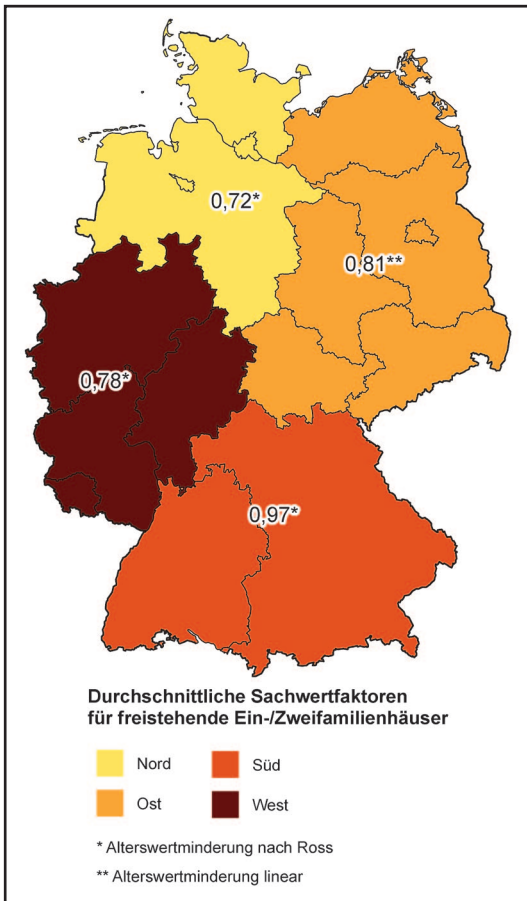 0,72*
0,81**
0,78*
0,97*
Durchschnittliche Sachwertfaktoren
für freistehende Ein-/Zweifamilienhäuser
Nord
Süd
Ost
West
* Alterswertminderung nach Ross
** Alterswertminderung linear